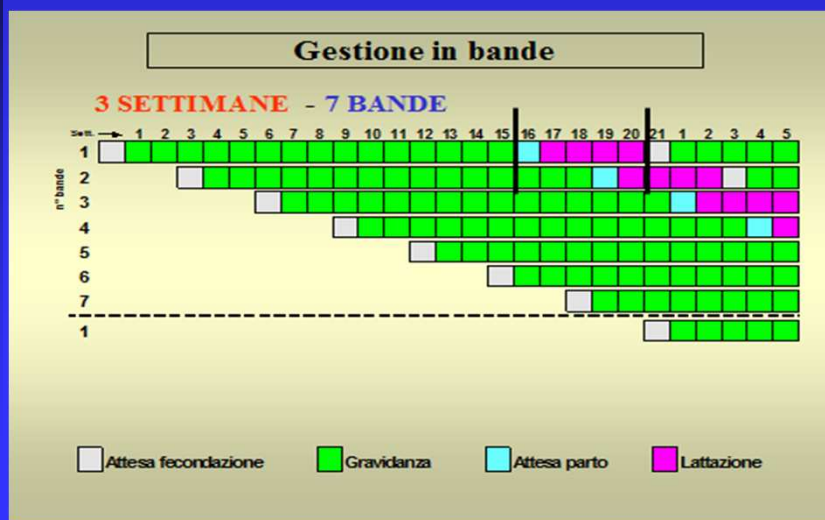 Gestione in bande
3 SETTIMANE - 7 BANDE
Sett. 1 2 3 4 5 6 7 8 9 10 11 12 13 14 15 16 17 18 19 20 21 1 2 3 4 5
n° bande
1
2
3
4
5
6
7
1
Attesa fecondazione Gravidanza Attesa parto Lattazione